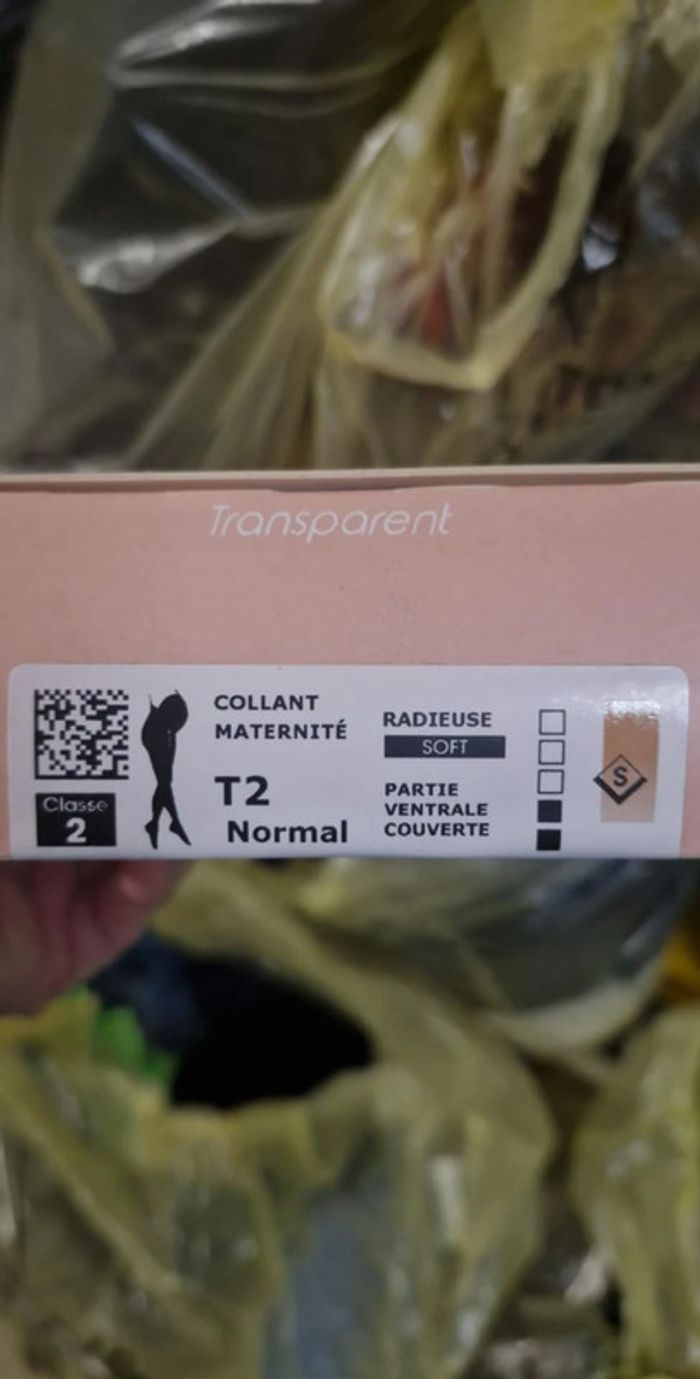 Transparent
COLLANT
MATERNITÉ
T2
Normal
Classe
2
RADIEUSE
SOFT
PARTIE
VENTRALE
COUVERTE
S